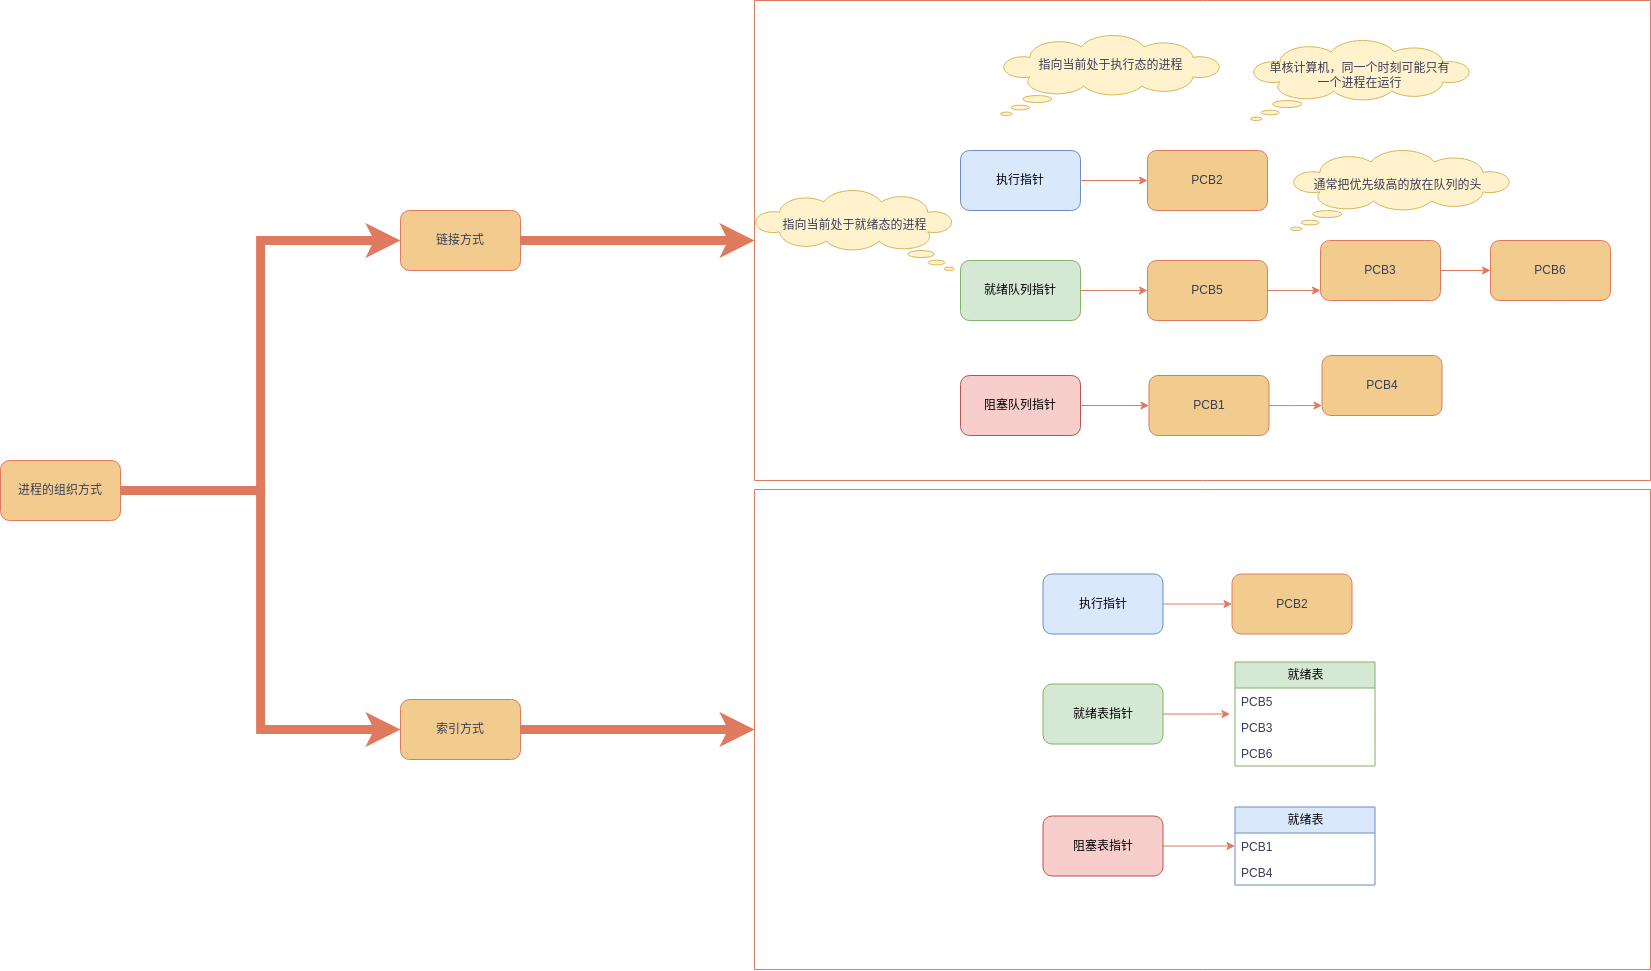 进程的组织方式
链接方式
指向当前处于执行态的进程
单核计算机，同一个时刻可能只有
一个进程在运行
执行指针
PCB2
通常把优先级高的放在队列的头
指向当前处于就绪态的进程
就绪队列指针
PCB5
PCB3
PCB6
阻塞队列指针
PCB1
PCB4
索引方式
执行指针
PCB2
就绪表指针
就绪表
PCB5
PCB3
PCB6
阻塞表指针
就绪表
PCB1
PCB4